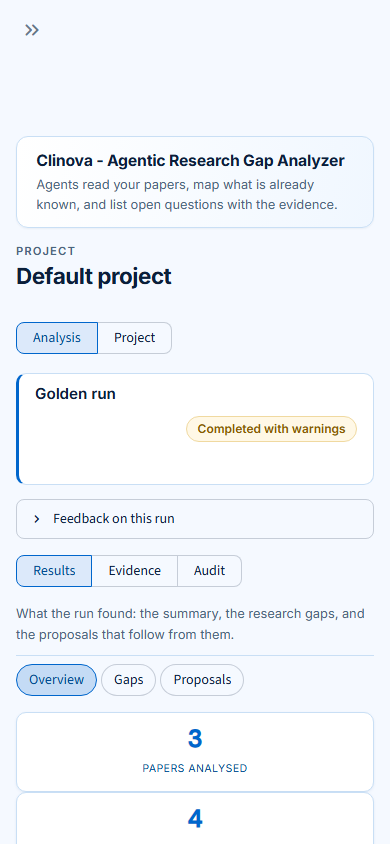 Clinova - Agentic Research Gap Analyzer
Agents read your papers, map what is already
known, and list open questions with the evidence.
PROJECT
Default project
Analysis Project
Golden run
Completed with warnings
Feedback on this run
Results Evidence Audit
What the run found: the summary, the research gaps, and
the proposals that follow from them.
Overview Gaps Proposals
3
PAPERS ANALYSED
4